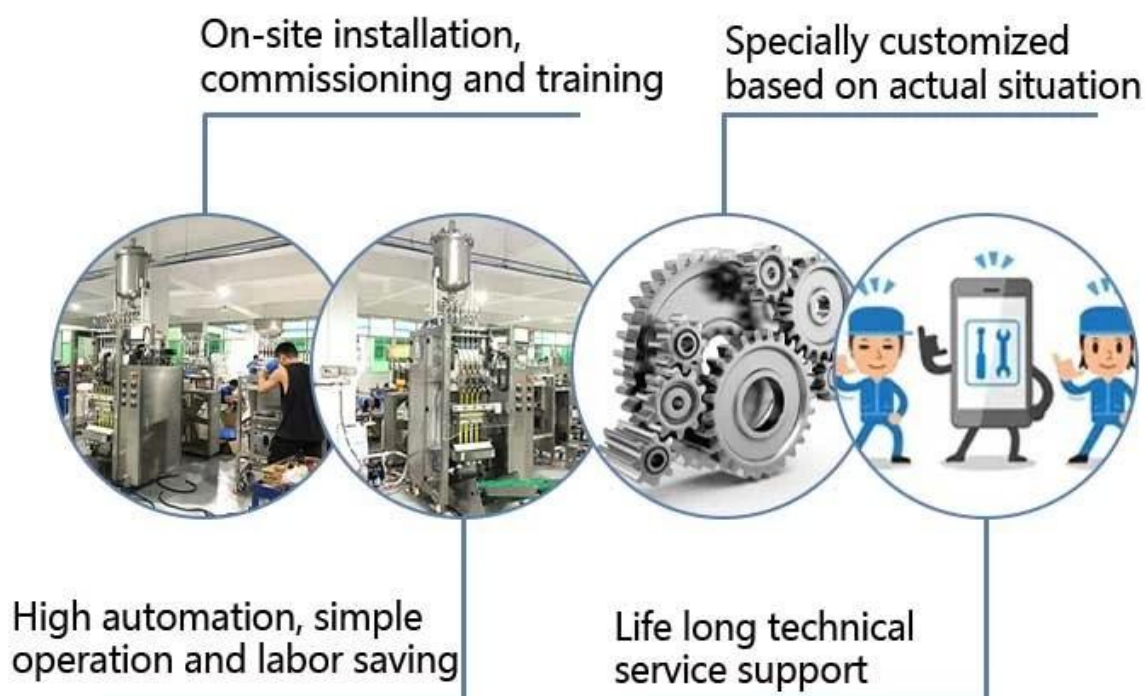 On-site installation,
commissioning and training
Specially customized
based on actual situation
High automation, simple
operation and labor saving
Life long technical
service support